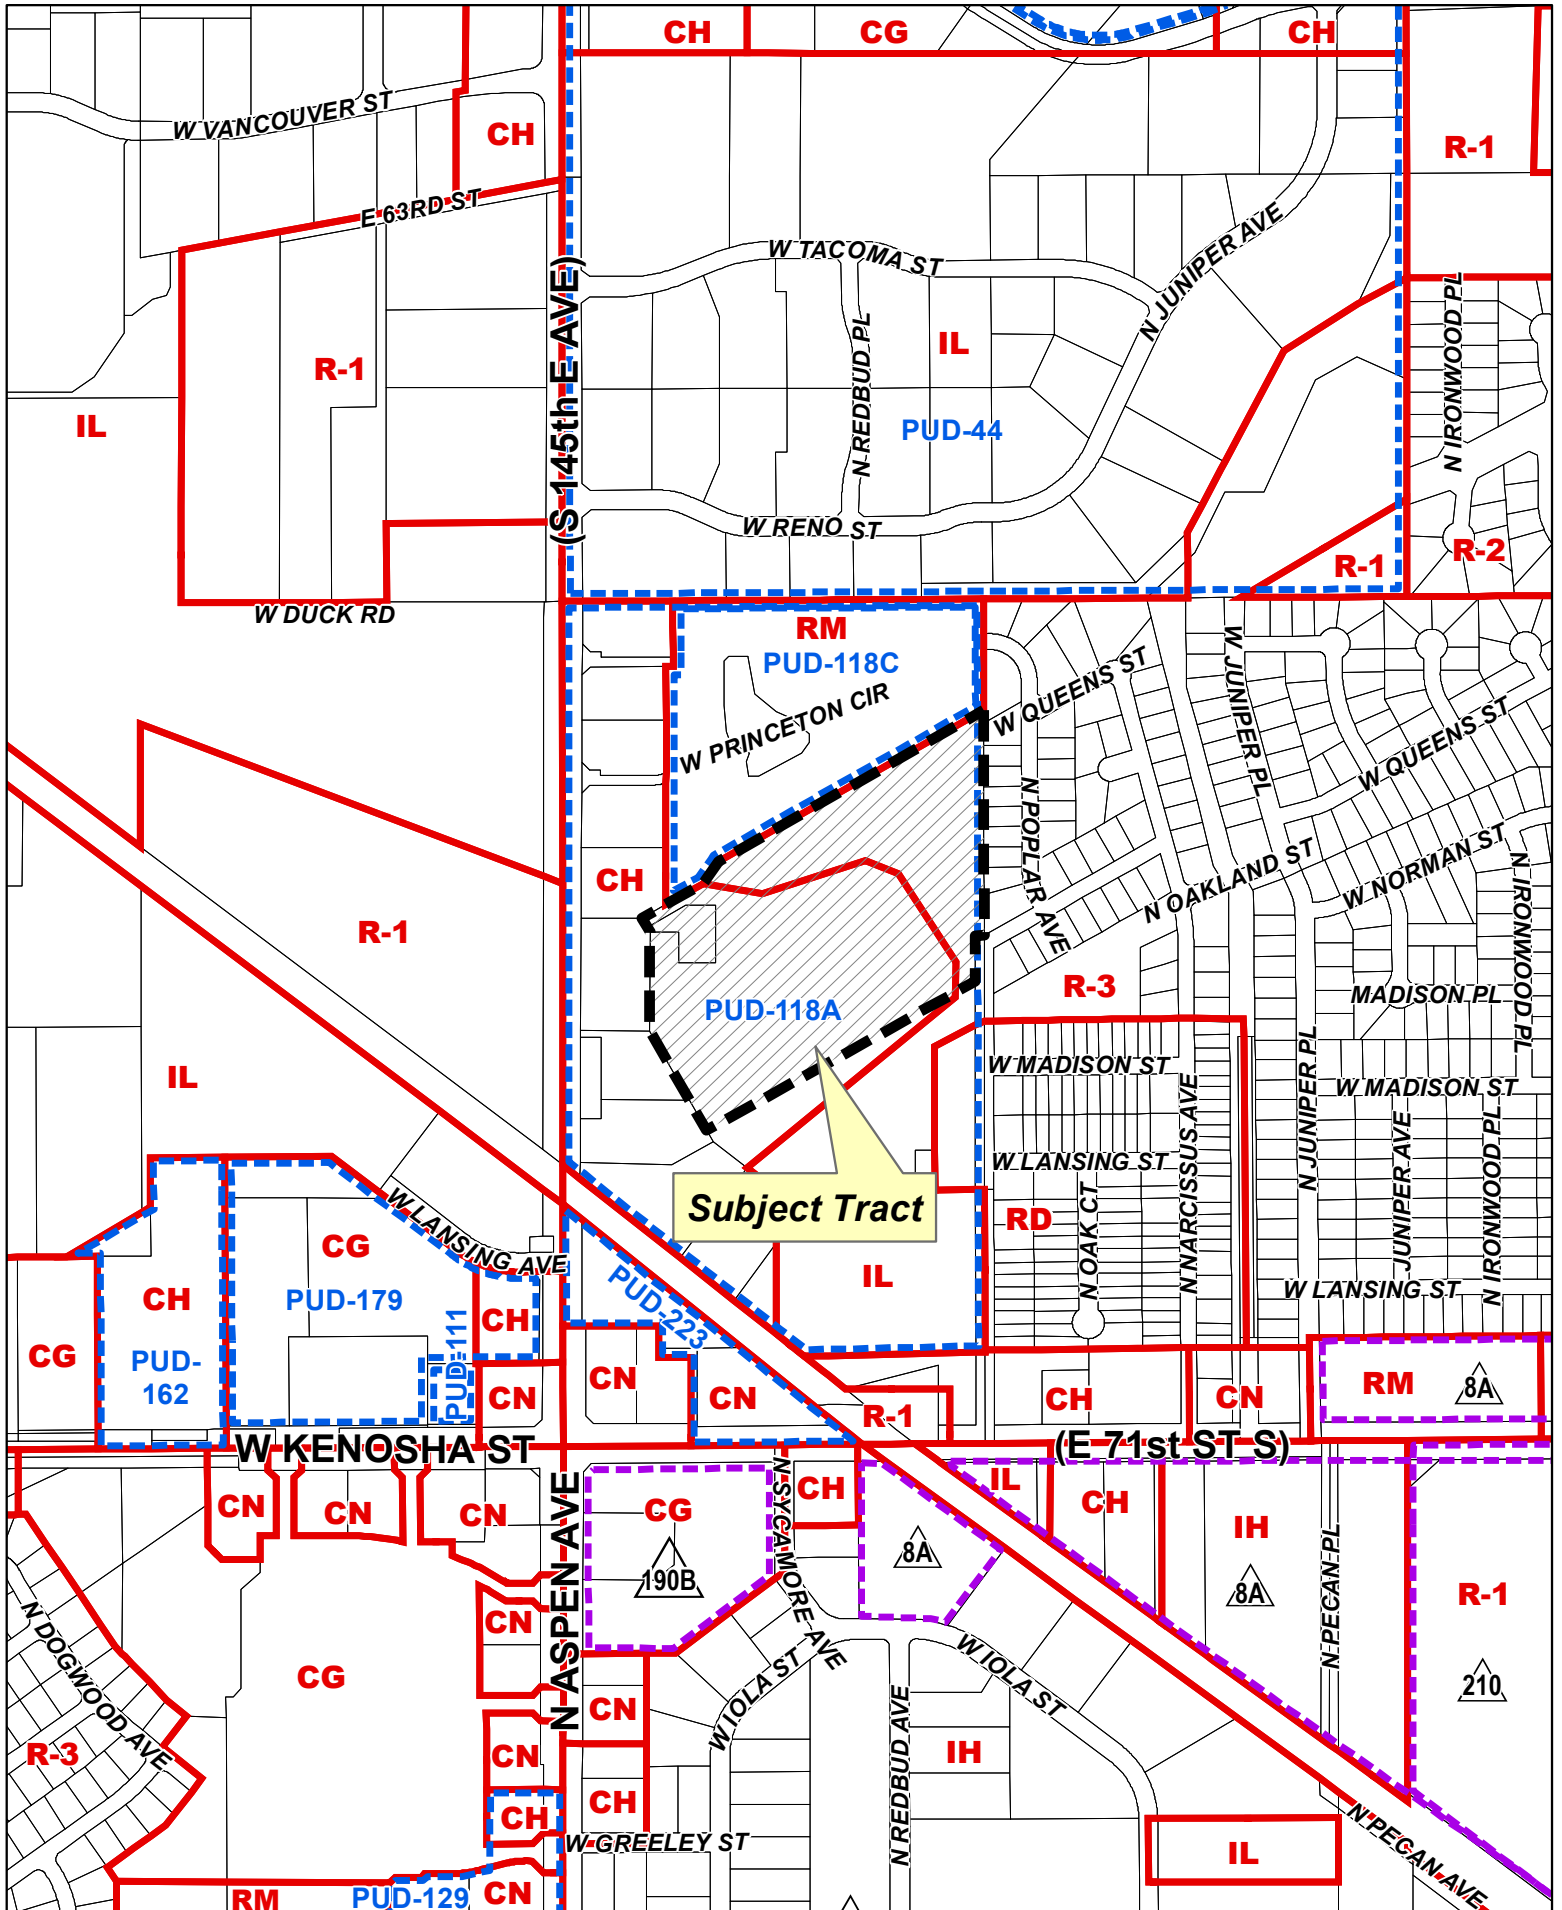 CH
CG
CH
W VANCOUVER ST
CH
R-1
E 63RD ST
W TACOMA ST
N JUNIPER AVE
(S 145th E AVE)
N REDBUD PL
IL
N IRONWOOD PL
R-1
IL
PUD-44
W RENO ST
R-1
R-2
W DUCK RD
RM
PUD-118C
W PRINCETON CIR
W QUEENS ST
W JUNIPER PL
W QUEENS ST
N POPLAR AVE
CH
N OAKLAND ST
W NORMAN ST
N IRONWOOD PL
R-1
R-3
MADISON PL
PUD-118A
IL
W MADISON ST
W MADISON ST
N NARCISSUS AVE
N JUNIPER PL
JUNIPER AVE
N IRONWOOD PL
W LANSING ST
Subject Tract
RD
N OAK CT
W LANSING AVE
CG
IL
W LANSING ST
CH
PUD-179
PUD-111
CH
PUD-223
CG
PUD-
162
CN
CN
CN
R-1
CH
CN
RM
8A
W KENOSHA ST
(E 71st ST S)
CN
CN
CN
N ASPEN AVE
CG
190B
N SYCAMORE AVE
CH
8A
IL
CH
IH
8A
N PECAN PL
R-1
210
N DOGWOOD AVE
CN
CG
W IOLA ST
W IOLA ST
R-3
CN
CN
N REDBUD AVE
IH
CH
CH
W GREELEY ST
IL
N PECAN AVE
RM
PUD-129
CN